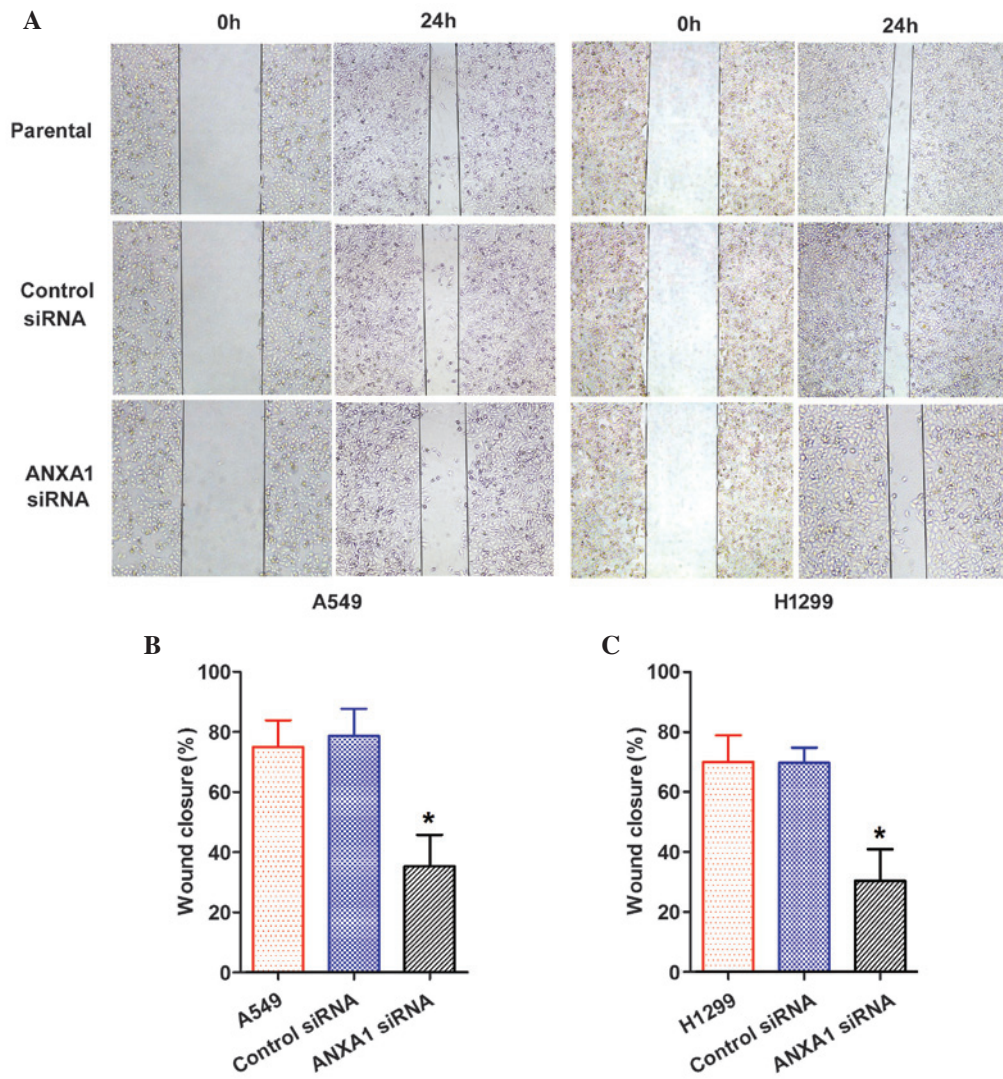 A
0h 24h 0h 24h
Parental
Control
siRNA
ANXA1
siRNA
A549 H1299
B
100
80
60
40
20
0
Wound closure (%)
*
A549
Control siRNA
ANXA1 siRNA
C
100
80
60
40
20
0
Wound closure (%)
*
H1299
Control siRNA
ANXA1 siRNA